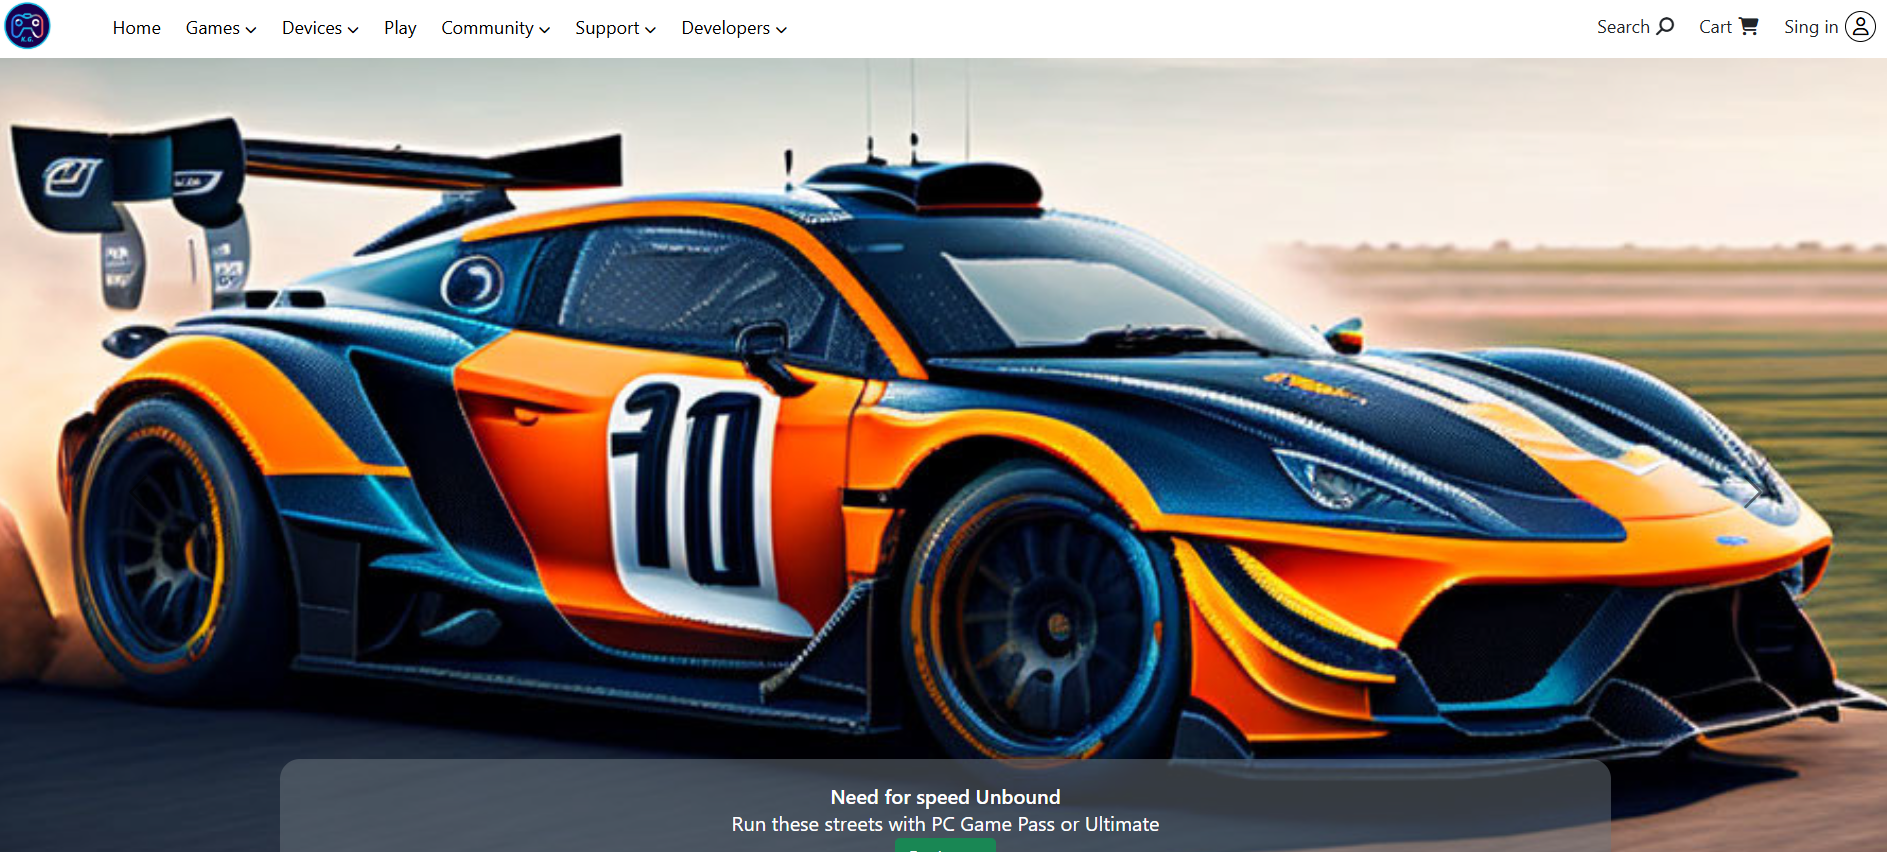 K.G.
Home Games Devices Play Community Support Developers Search Cart Sing in
10
Need for speed Unbound
Run these streets with PC Game Pass or Ultimate